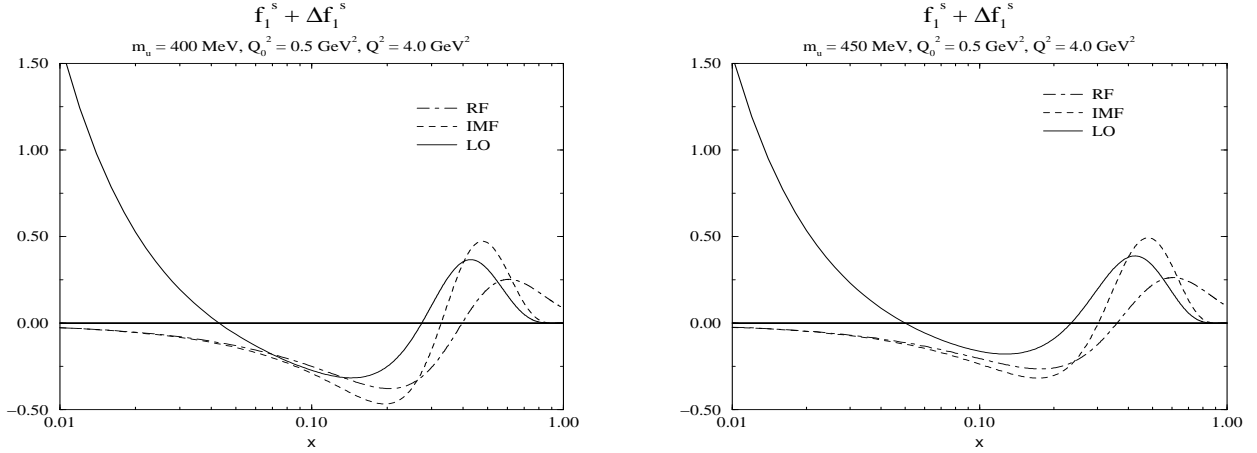 f₁ˢ + Δf₁ˢ
mᵤ = 400 MeV, Q₀² = 0.5 GeV², Q² = 4.0 GeV²
1.50
1.00
0.50
0.00
−0.50
RF
IMF
LO
0.01 0.10 1.00
x
f₁ˢ + Δf₁ˢ
mᵤ = 450 MeV, Q₀² = 0.5 GeV², Q² = 4.0 GeV²
1.50
1.00
0.50
0.00
−0.50
RF
IMF
LO
0.01 0.10 1.00
x